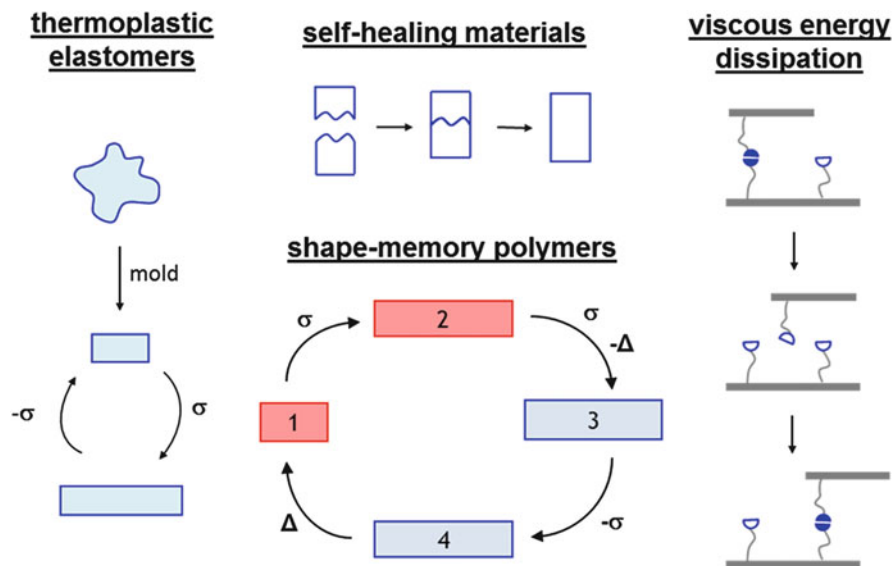 thermoplastic
elastomers
mold
-σ
σ
self-healing materials
shape-memory polymers
σ
2
σ
-Δ
1
3
Δ
4
-σ
viscous energy
dissipation